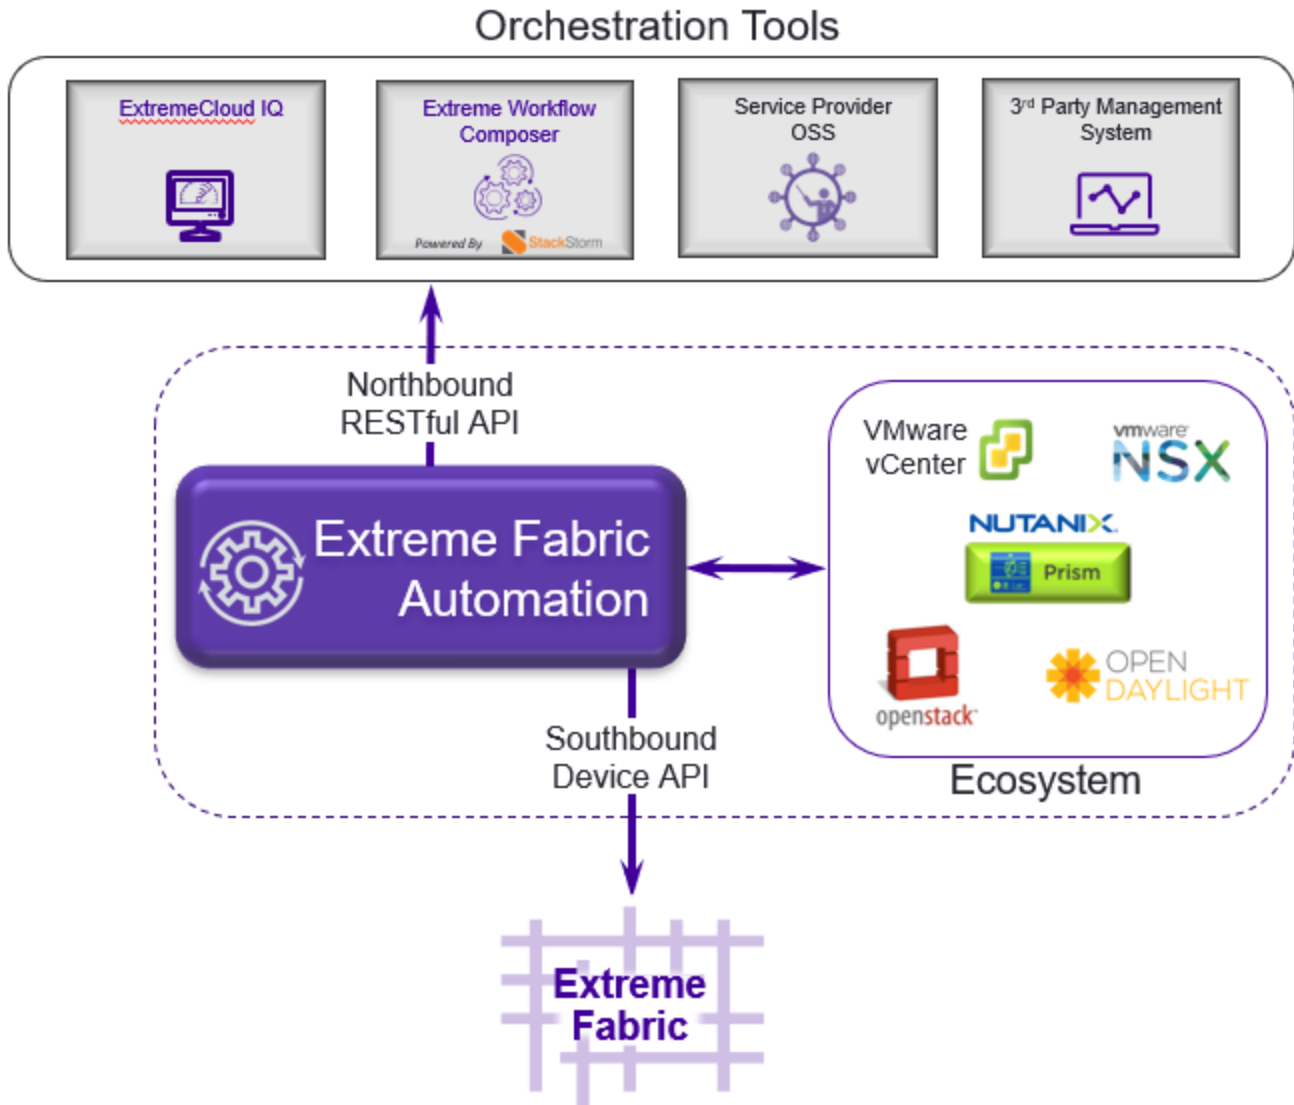 Orchestration Tools
ExtremeCloud IQ
Extreme Workflow
Composer
Powered By StackStorm
Service Provider
OSS
3rd Party Management
System
Northbound
RESTful API
Extreme Fabric
Automation
VMware
vCenter
vmware
NSX
NUTANIX
Prism
openstack
OPEN
DAYLIGHT
Ecosystem
Southbound
Device API
Extreme
Fabric